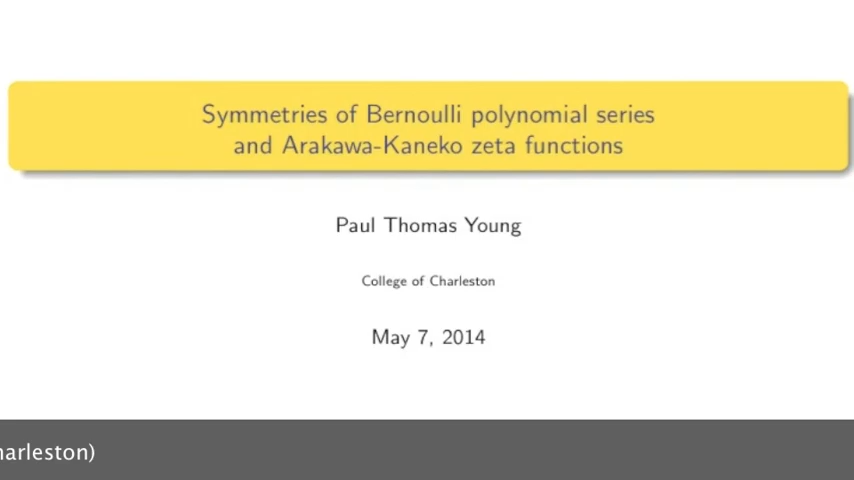 Symmetries of Bernoulli polynomial series
and Arakawa-Kaneko zeta functions
Paul Thomas Young
College of Charleston
May 7, 2014
harleston)